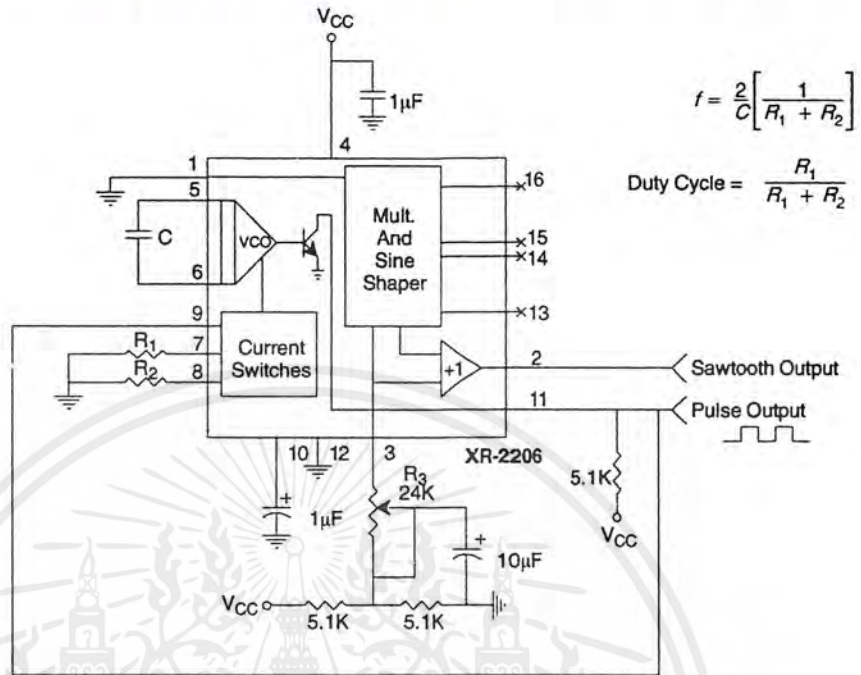 VCC
1µF
f = 2/C [ 1 / (R1 + R2) ]
Duty Cycle = R1 / (R1 + R2)
4
1
5
6
9
7
8
C
VCO
R1
R2
Current
Switches
Mult.
And
Sine
Shaper
16
15
14
13
+1
2
Sawtooth Output
11
Pulse Output
10
12
3
XR-2206
1µF
R3
24K
10µF
5.1K
VCC
VCC
5.1K
5.1K